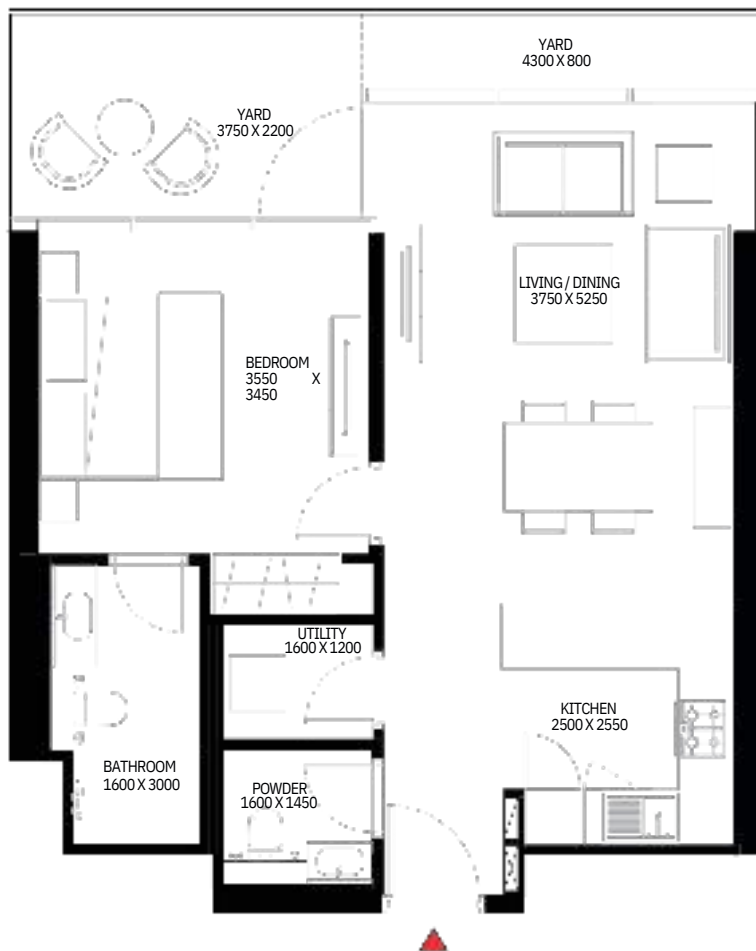 YARD
4300 X 800
YARD
3750 X 2200
LIVING / DINING
3750 X 5250
BEDROOM
3550 X
3450
UTILITY
1600 X 1200
KITCHEN
2500 X 2550
BATHROOM
1600 X 3000
POWDER
1600 X 1450